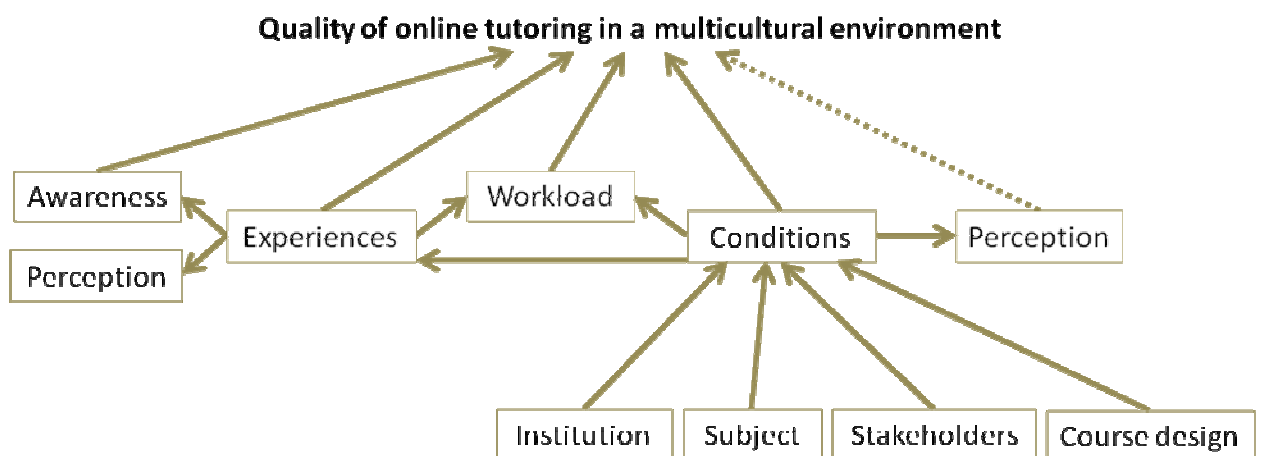 Quality of online tutoring in a multicultural environment
Awareness
Workload
Experiences
Conditions
Perception
Perception
Institution
Subject
Stakeholders
Course design